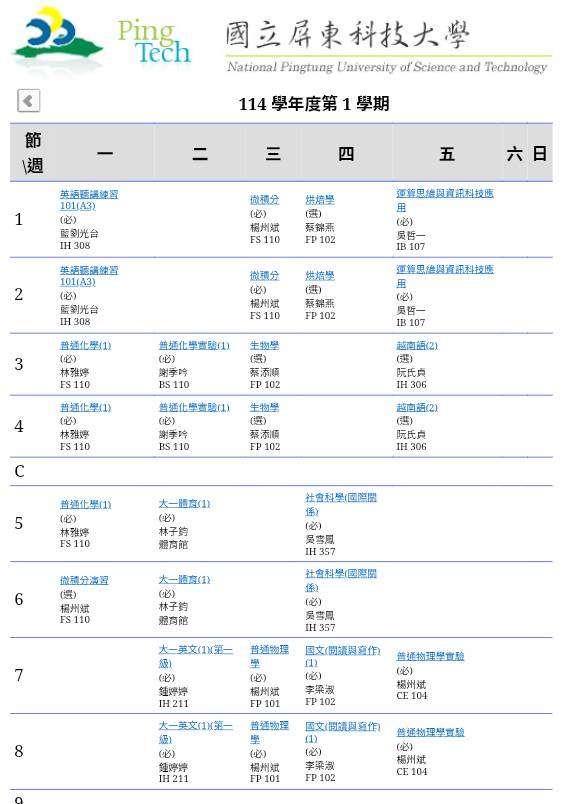 Ping
Tech
國立屏東科技大學
National Pingtung University of Science and Technology
114 學年度第 1 學期
節\週 一 二 三 四 五 六 日
1
英語聽講練習
101(A3)
(必)
藍劉光台
IH 308
微積分
(必)
楊州斌
FS 110
烘焙學
(選)
蔡錦燕
FP 102
運算思維與資訊科技應
用
(必)
吳哲一
IB 107
2
英語聽講練習
101(A3)
(必)
藍劉光台
IH 308
微積分
(必)
楊州斌
FS 110
烘焙學
(選)
蔡錦燕
FP 102
運算思維與資訊科技應
用
(必)
吳哲一
IB 107
3
普通化學(1)
(必)
林雅婷
FS 110
普通化學實驗(1)
(必)
謝季吟
BS 110
生物學
(選)
蔡添順
FP 102
越南語(2)
(選)
阮氏貞
IH 306
4
普通化學(1)
(必)
林雅婷
FS 110
普通化學實驗(1)
(必)
謝季吟
BS 110
生物學
(選)
蔡添順
FP 102
越南語(2)
(選)
阮氏貞
IH 306
C
5
普通化學(1)
(必)
林雅婷
FS 110
大一體育(1)
(必)
林子鈞
體育館
社會科學(國際關
係)
(必)
吳雪鳳
IH 357
6
微積分演習
(選)
楊州斌
FS 110
大一體育(1)
(必)
林子鈞
體育館
社會科學(國際關
係)
(必)
吳雪鳳
IH 357
7
大一英文(1)(第一
級)
(必)
鍾婷婷
IH 211
普通物理
學
(必)
楊州斌
FP 101
國文(閱讀與寫作)
(1)
(必)
李梁淑
FP 102
普通物理學實驗
(必)
楊州斌
CE 104
8
大一英文(1)(第一
級)
(必)
鍾婷婷
IH 211
普通物理
學
(必)
楊州斌
FP 101
國文(閱讀與寫作)
(1)
(必)
李梁淑
FP 102
普通物理學實驗
(必)
楊州斌
CE 104
9